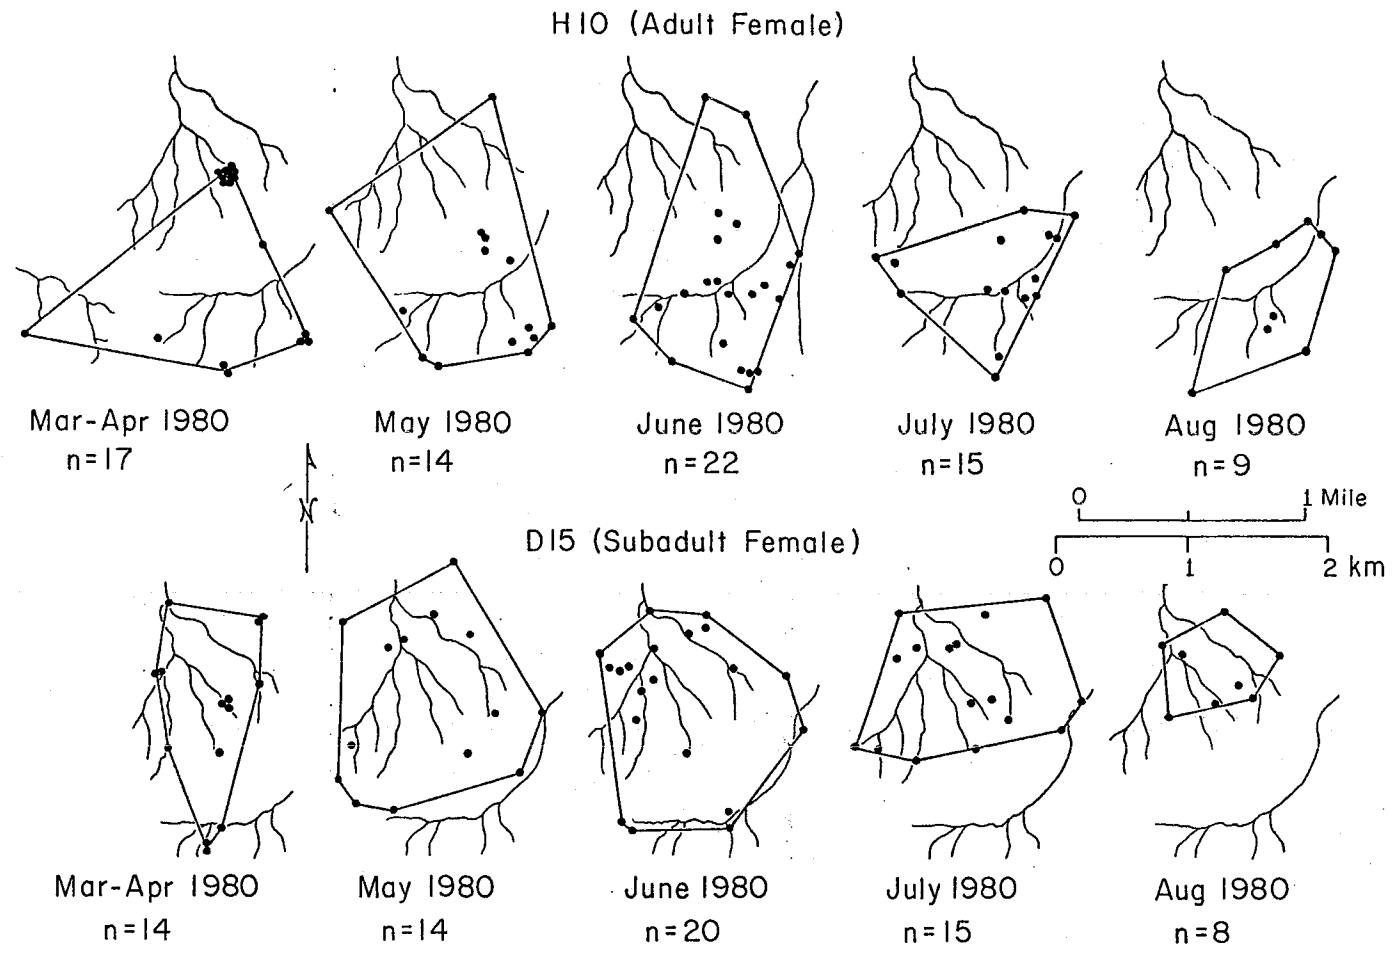 H10 (Adult Female)
Mar-Apr 1980
n=17
May 1980
n=14
June 1980
n=22
July 1980
n=15
Aug 1980
n=9
N
0 1 Mile
0 1 2 km
D15 (Subadult Female)
Mar-Apr 1980
n=14
May 1980
n=14
June 1980
n=20
July 1980
n=15
Aug 1980
n=8